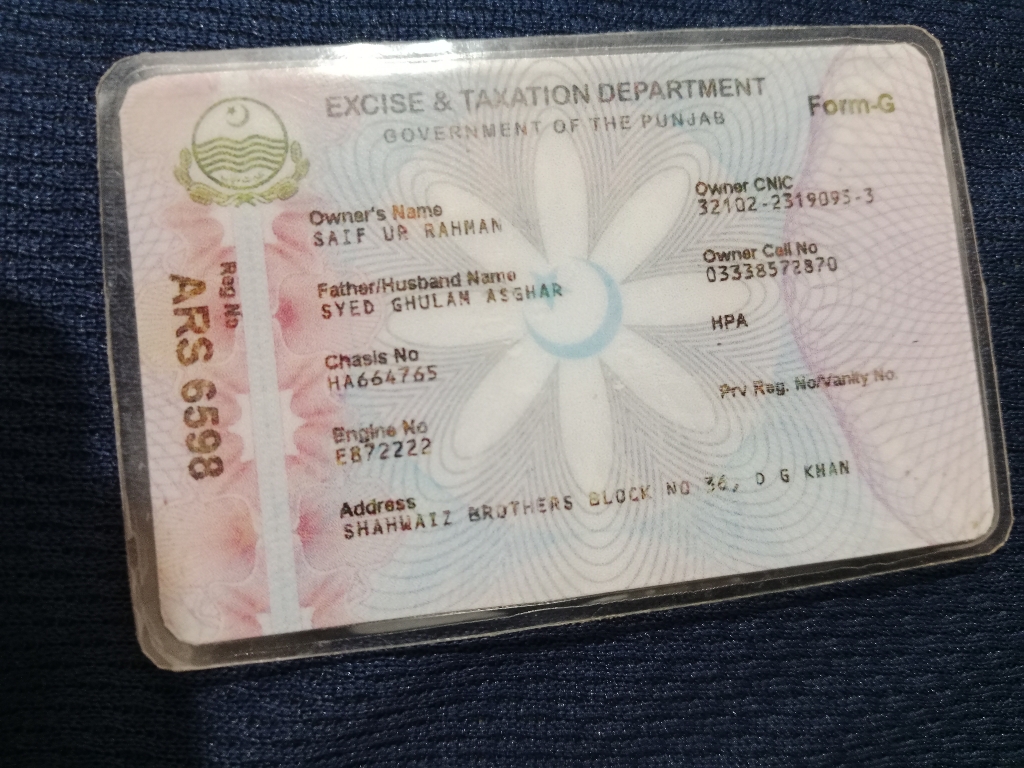 EXCISE & TAXATION DEPARTMENT
GOVERNMENT OF THE PUNJAB
Form-G
Reg No
ARS 6598
Owner's Name
SAIF UR RAHMAN
Father/Husband Name
SYED GHULAM ASGHAR
Chasis No
HA664765
Engine No
E872222
Address
SHAHWAIZ BROTHERS BLOCK NO 36, D G KHAN
Owner CNIC
32102-2319095-3
Owner Cell No
03338572870
HPA
Prv Reg. No/Vanity No.